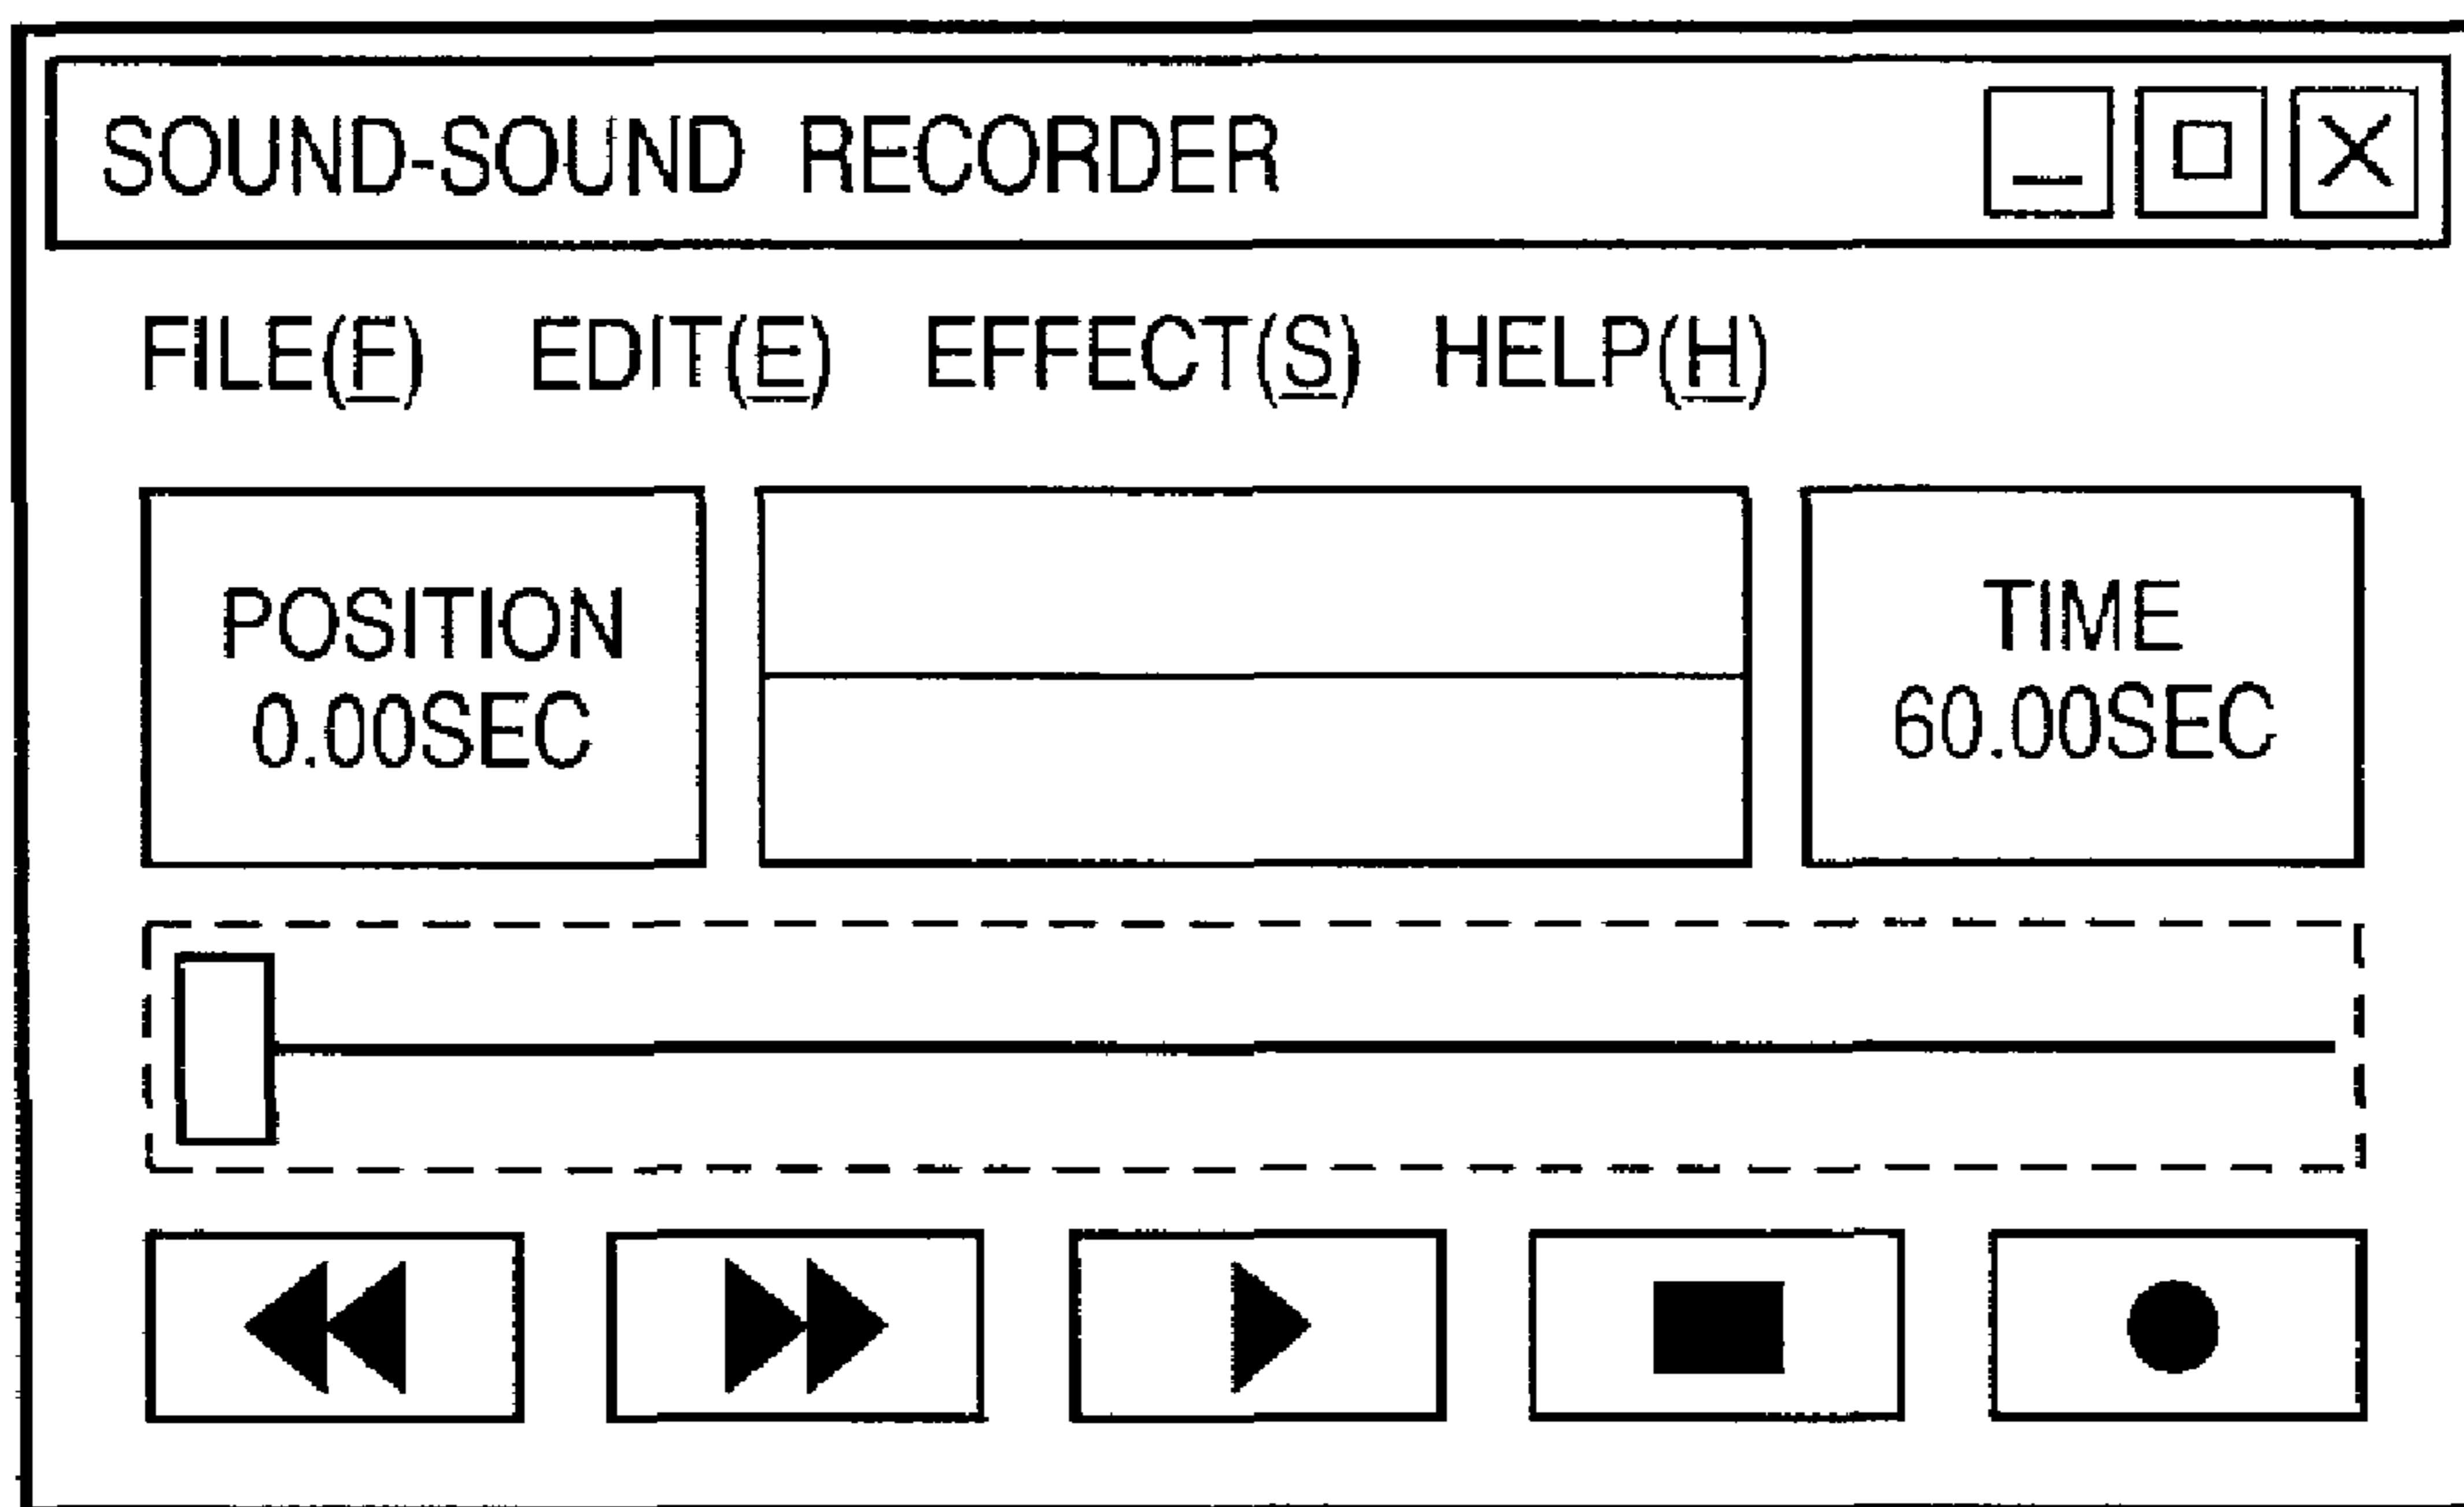 SOUND-SOUND RECORDER
FILE(F) EDIT(E) EFFECT(S) HELP(H)
POSITION
0.00SEC
TIME
60.00SEC